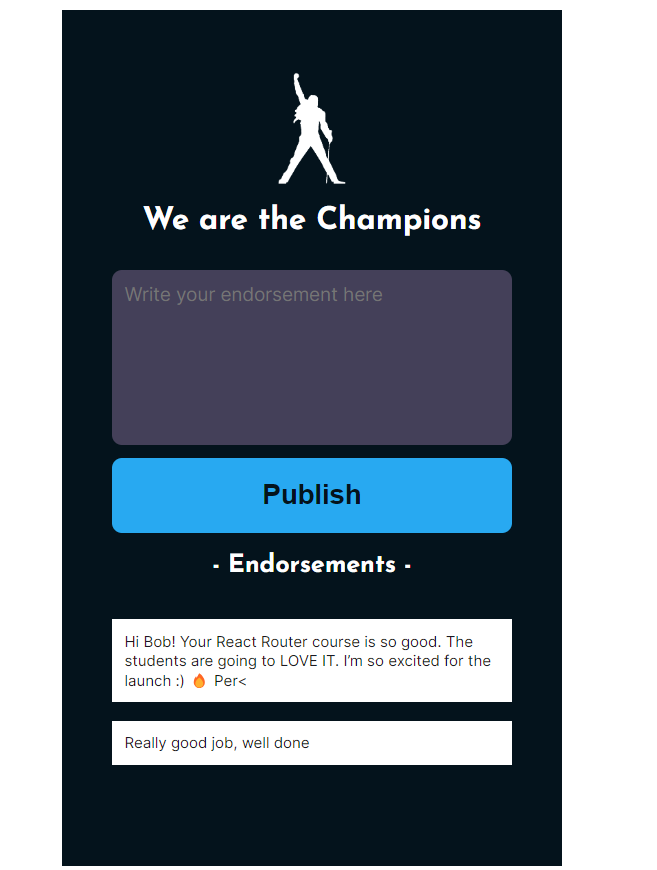 We are the Champions
Write your endorsement here
Publish
- Endorsements -
Hi Bob! Your React Router course is so good. The
students are going to LOVE IT. I’m so excited for the
launch :) 🔥 Per<
Really good job, well done